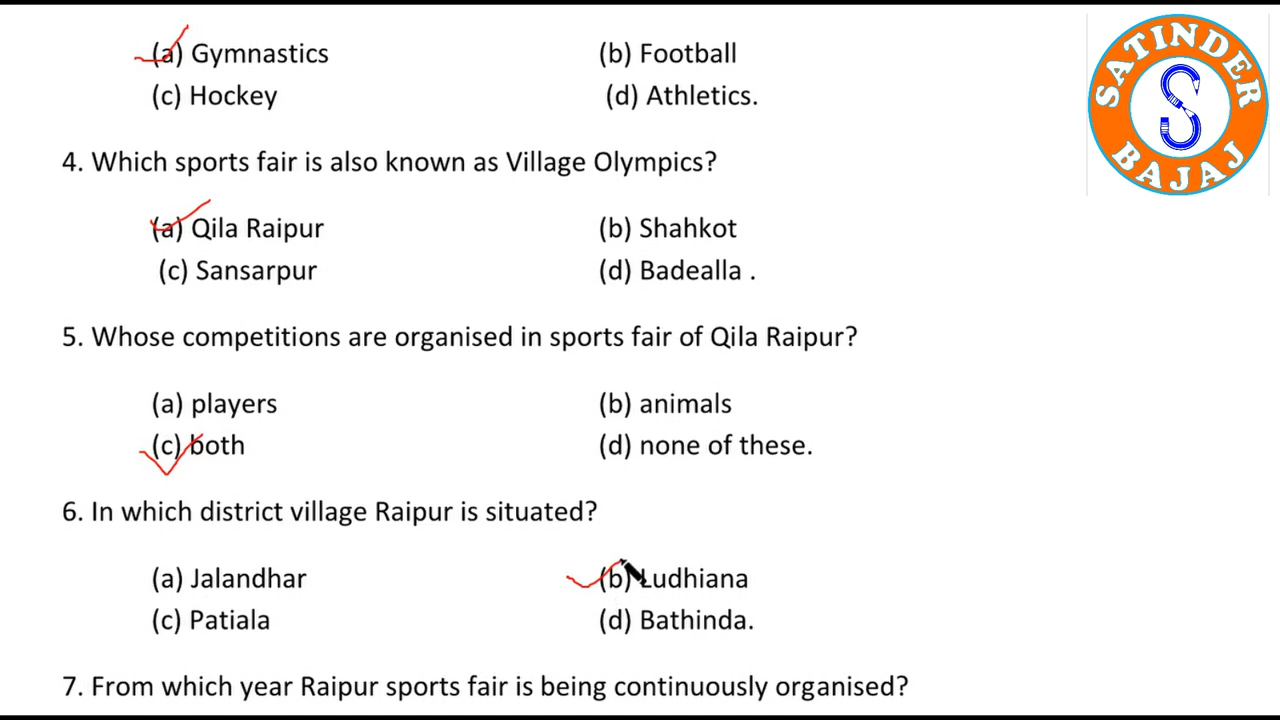 (a) Gymnastics (b) Football
(c) Hockey (d) Athletics.
4. Which sports fair is also known as Village Olympics?
(a) Qila Raipur (b) Shahkot
(c) Sansarpur (d) Badealla .
5. Whose competitions are organised in sports fair of Qila Raipur?
(a) players (b) animals
(c) both (d) none of these.
6. In which district village Raipur is situated?
(a) Jalandhar (b) Ludhiana
(c) Patiala (d) Bathinda.
7. From which year Raipur sports fair is being continuously organised?
SATINDER
S
BAJAJ